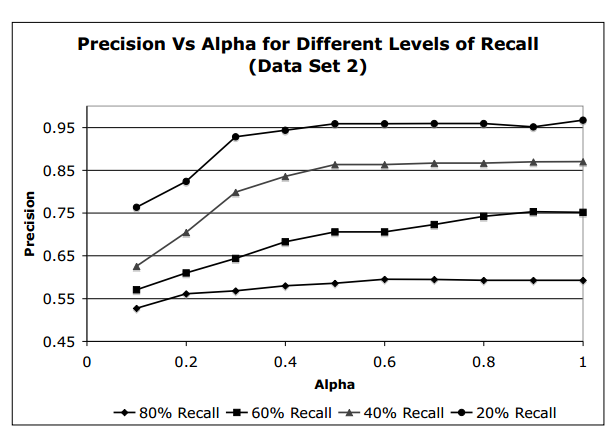 Precision Vs Alpha for Different Levels of Recall
(Data Set 2)
Precision
0.95
0.85
0.75
0.65
0.55
0.45
0 0.2 0.4 0.6 0.8 1
Alpha
80% Recall 60% Recall 40% Recall 20% Recall